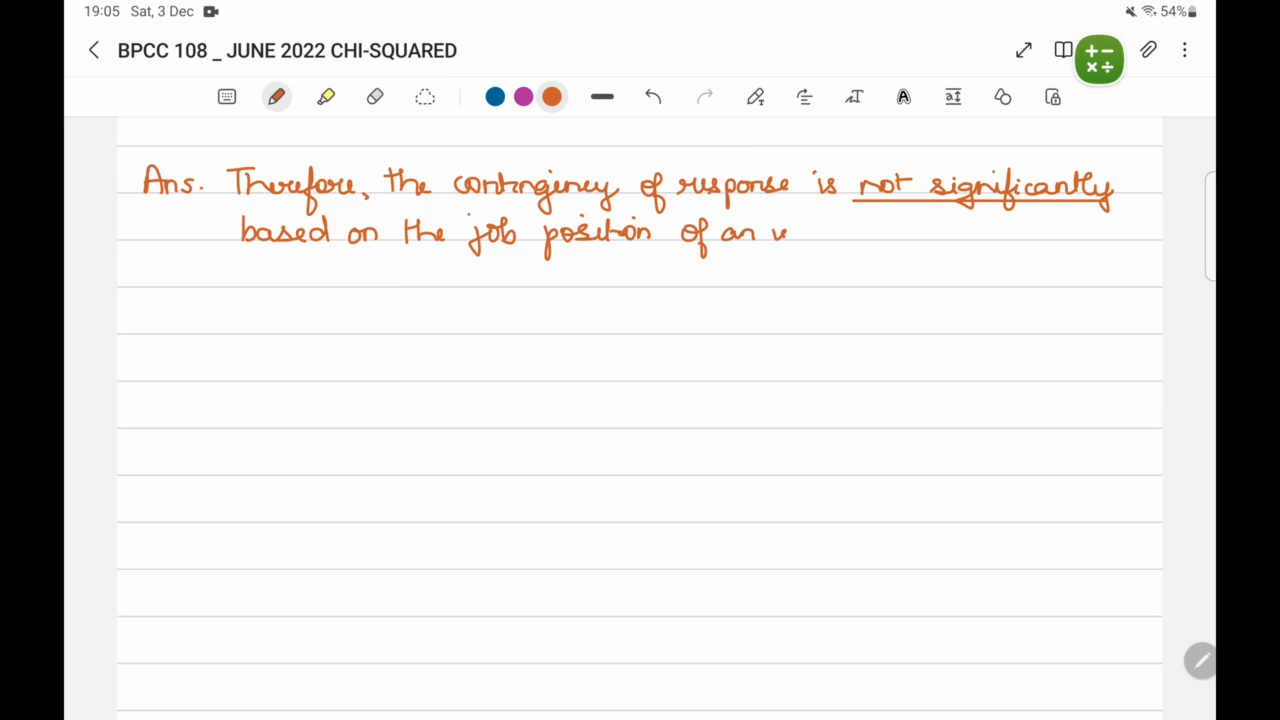 19:05 Sat, 3 Dec 54%
BPCC 108 _ JUNE 2022 CHI-SQUARED
Ans. Therefore, the contingency of response is not significantly
based on the job position of an